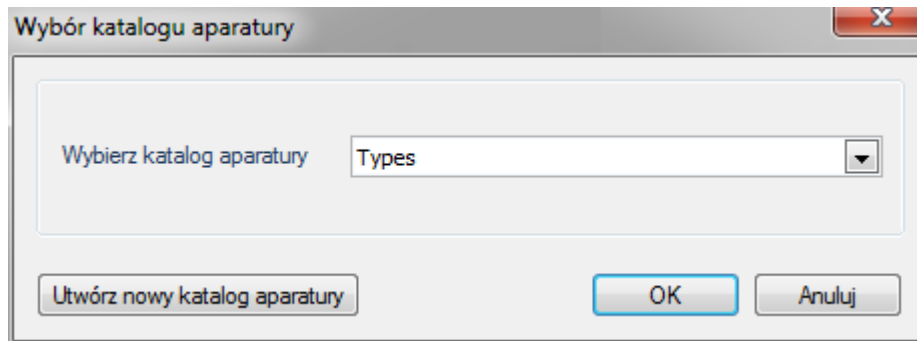 Wybór katalogu aparatury
Wybierz katalog aparatury Types
Utwórz nowy katalog aparatury OK Anuluj